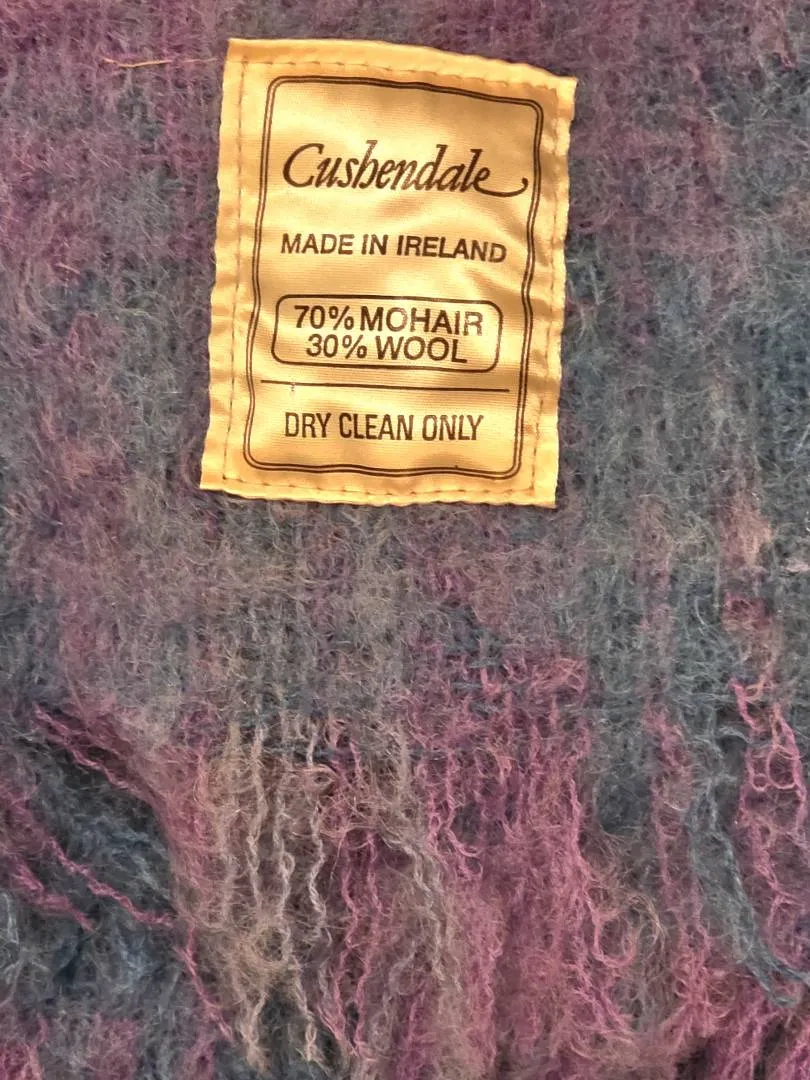 Cushendale
MADE IN IRELAND
70% MOHAIR
30% WOOL
DRY CLEAN ONLY